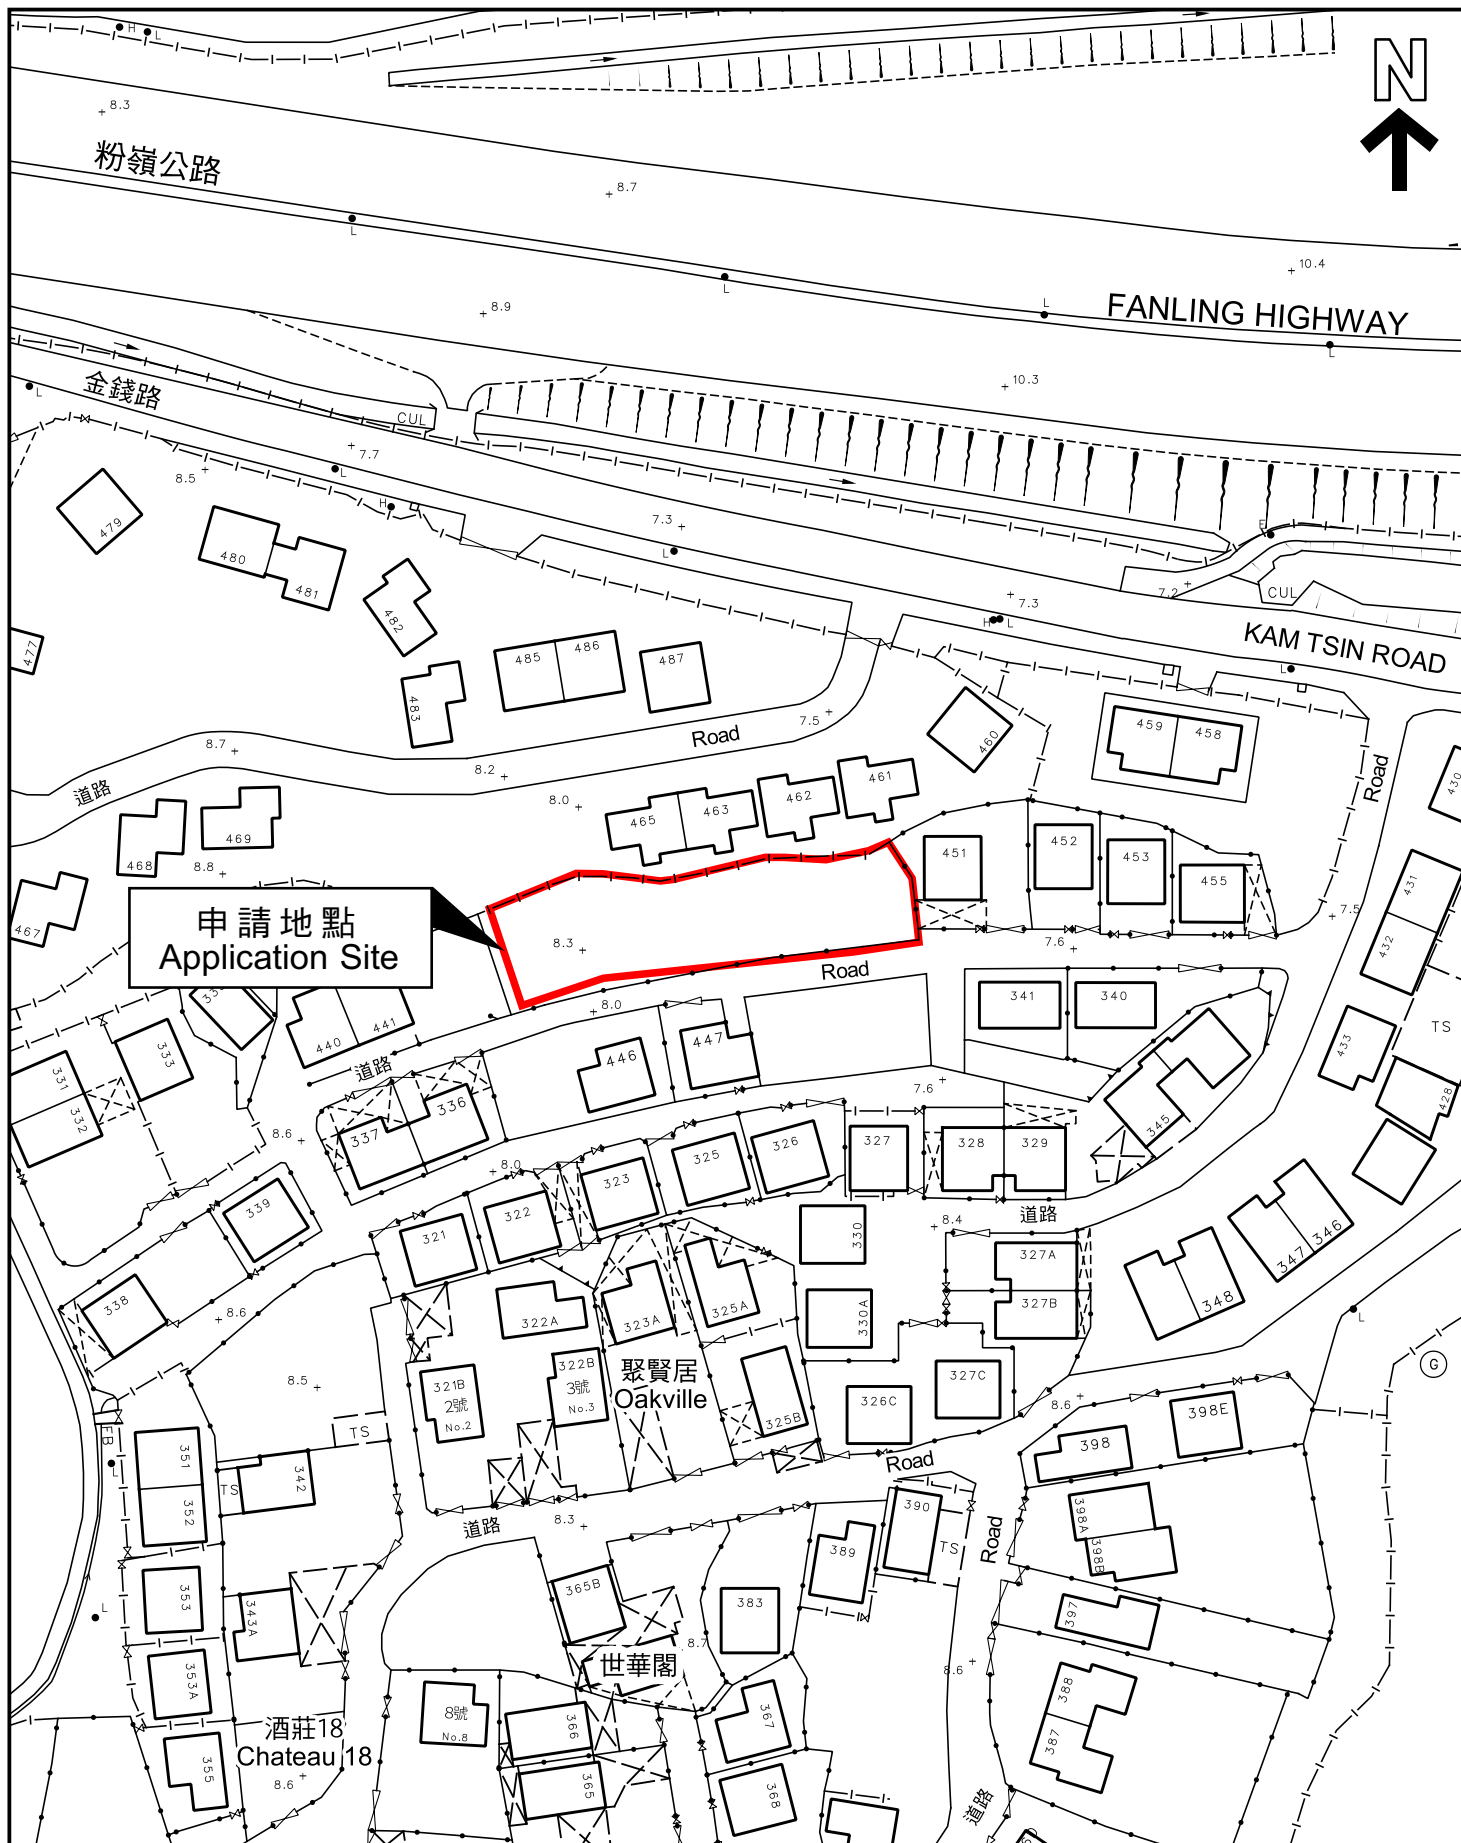 H
L
N
8.3
粉嶺公路
8.7
L
10.4
L
L
8.9
FANLING HIGHWAY
L
金錢路
L
10.3
CUL
7.7
8.5
L
479
H
480
481
7.3
L
482
7.2
CUL
7.3
H
L
KAM TSIN ROAD
L
477
485
486
487
483
7.5
Road
460
459
458
8.7
8.2
道路
Road
430
8.0
461
462
463
465
469
468
8.8
467
451
452
453
455
431
432
7.5
申請地點
Application Site
8.3
7.6
Road
8.0
341
340
TS
440
441
433
333
道路
446
447
7.6
428
331
332
336
337
8.6
345
8.0
323
325
326
327
328
329
339
322
321
330
8.4
道路
327A
346
347
348
338
8.6
322A
323A
325A
330A
327B
L
G
322B
3號
No.3
聚賢居
Oakville
321B
2號
No.2
8.5
327C
326C
8.6
398E
325B
TS
398
FB
L
351
352
TS
342
Road
道路
8.3
390
389
TS
Road
398A
398B
353
L
343A
365B
383
397
8.7
世華閣
8.6
388
387
353A
8號
No.8
366
367
酒莊18
Chateau 18
355
8.6
365
368
道路